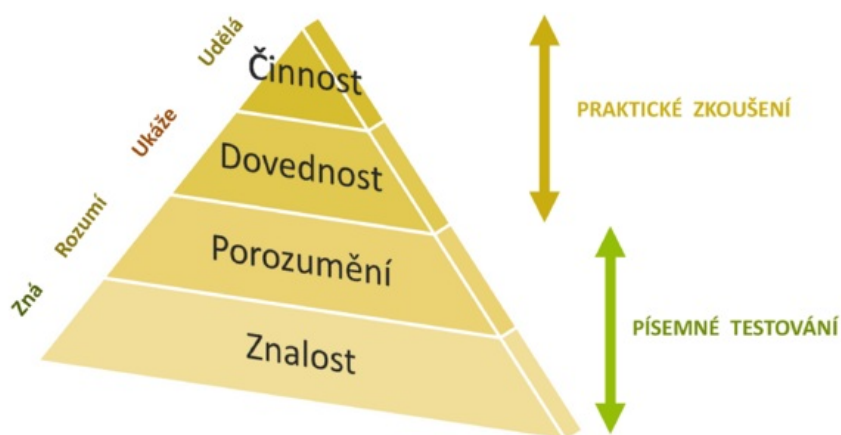 Udělá
Činnost
PRAKTICKÉ ZKOUŠENÍ
Ukáže
Dovednost
Rozumí
Porozumění
Zná
Znalost
PÍSEMNÉ TESTOVÁNÍ